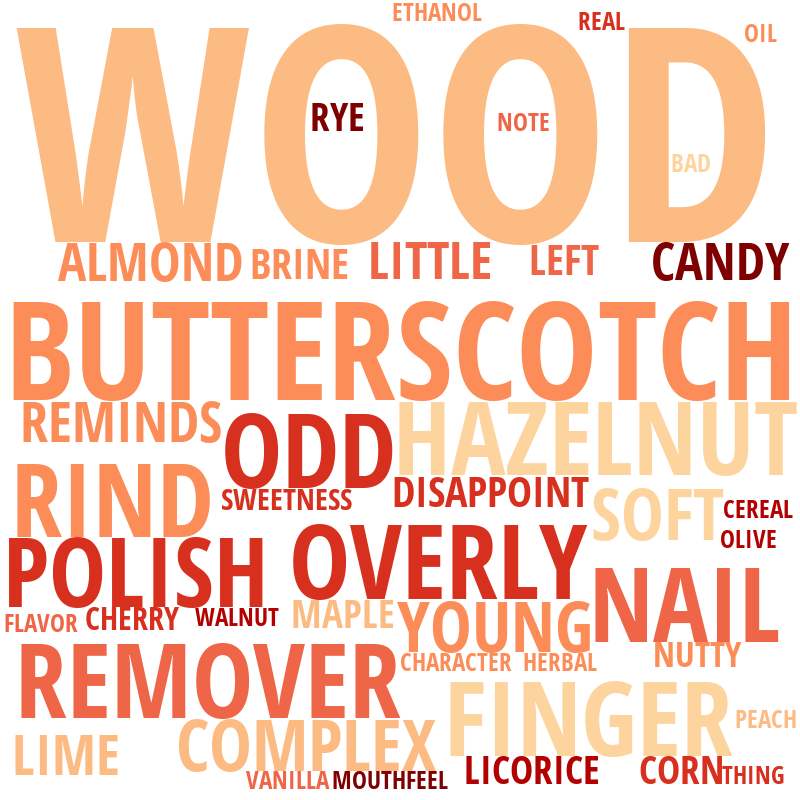 ETHANOL
REAL
OIL
WOOD
RYE
NOTE
BAD
ALMOND
BRINE
LITTLE
LEFT
CANDY
BUTTERSCOTCH
REMINDS
ODD
HAZELNUT
RIND
SWEETNESS
DISAPPOINT
SOFT
CEREAL
OLIVE
POLISH
OVERLY
NAIL
FLAVOR
CHERRY
WALNUT
MAPLE
YOUNG
NUTTY
REMOVER
CHARACTER
HERBAL
FINGER
PEACH
LIME
COMPLEX
VANILLA
MOUTHFEEL
LICORICE
CORN
THING